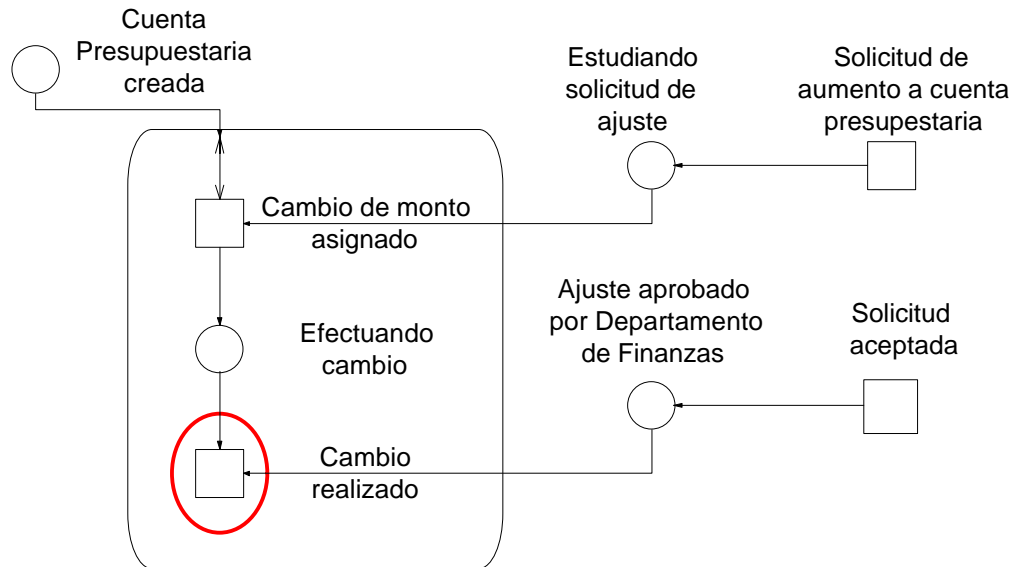 Cuenta
Presupuestaria
creada
Estudiando
solicitud de
ajuste
Solicitud de
aumento a cuenta
presupestaria
Cambio de monto
asignado
Efectuando
cambio
Ajuste aprobado
por Departamento
de Finanzas
Solicitud
aceptada
Cambio
realizado